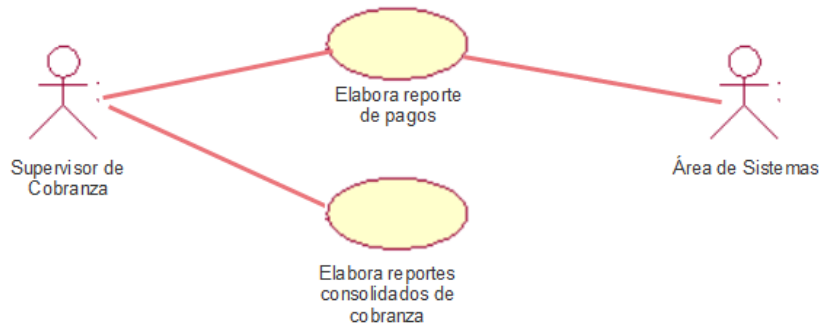 Elabora reporte
de pagos
Supervisor de
Cobranza
Área de Sistemas
Elabora reportes
consolidados de
cobranza